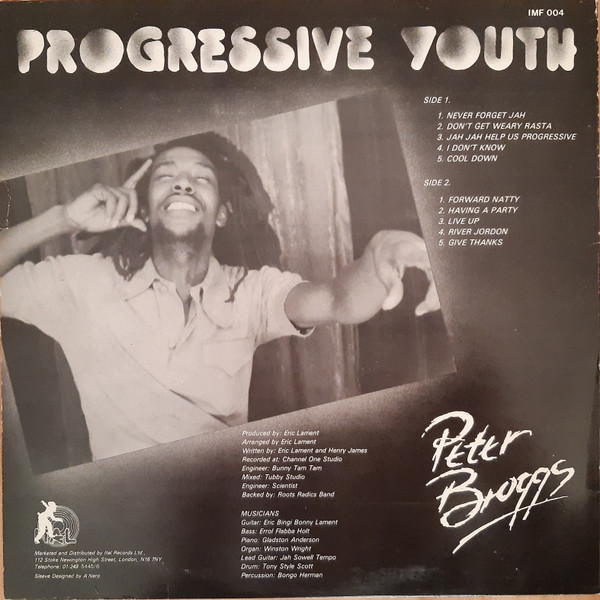 IMF 004
PROGRESSIVE YOUTH
SIDE 1.
1. NEVER FORGET JAH
2. DON'T GET WEARY RASTA
3. JAH JAH HELP US PROGRESSIVE
4. I DON'T KNOW
5. COOL DOWN
SIDE 2.
1. FORWARD NATTY
2. HAVING A PARTY
3. LIVE UP
4. RIVER JORDON
5. GIVE THANKS
Produced by: Eric Lament
Arranged by Eric Lament
Written by: Eric Lament and Henry James
Recorded at: Channel One Studio
Engineer: Bunny Tam Tam
Mixed: Tubby Studio
Engineer: Scientist
Backed by: Roots Radics Band
MUSICIANS
Guitar: Eric Bingi Bonny Lament
Bass: Errol Flabba Holt
Piano: Gladston Anderson
Organ: Winston Wright
Lead Guitar: Jah Sowell Tempo
Drum: Tony Style Scott
Percussion: Bongo Herman
Peter
Broggs
Marketed and Distributed by Itel Records Ltd.,
112 Stoke Newington High Street, London, N16 7NY
Telephone: 01-249 5445/6
Sleeve Designed by A Nero